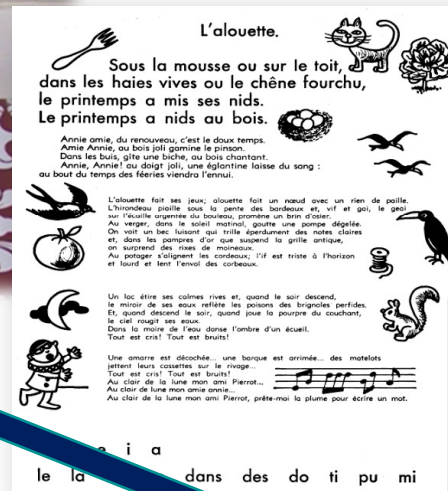 L'alouette.
Sous la mousse ou sur le toit,
dans les haies vives ou le chêne fourchu,
le printemps a mis ses nids.
Le printemps a nids au bois.
Annie amie, du renouveau, c'est le doux temps.
Amie Annie, au bois joli gamine le pinson.
Dans les buis, gîte une biche, au bois chantant.
Annie, Annie! au doigt joli, une églantine laisse du sang :
au bout du temps des féeries viendra l'ennui.
L'alouette fait ses jeux; alouette fait un nœud avec un rien de paille.
L'hirondeau piaille sous la pente des bardeaux et, vif et gai, le geai
sur l'écaille argentée du bouleau, promène un brin d'osier.
Au verger, dans le soleil matinal, goutte une pompe dégelée.
On voit un bec luisant qui trille éperdument des notes claires
et, dans les pampres d'or que suspend la grille antique,
on surprend des rixes de moineaux.
Au potager s'alignent les cordeaux; l'if est triste à l'horizon
et lourd et lent l'envol des corbeaux.
Un lac étire ses calmes rives et, quand le soir descend,
le miroir de ses eaux reflète les poisons des brignoles perfides.
Et, quand descend le soir, quand joue la pourpre du couchant,
le ciel rougit ses eaux.
Dans la moire de l'eau danse l'ombre d'un écueil.
Tout est cris! Tout est bruits!
Une amarre est décochée... une barque est arrimée... des matelots
jettent leurs cassettes sur le rivage...
Tout est cris! Tout est bruits!
Au clair de la lune mon ami Pierrot...
Au clair de la lune mon amie annie...
Au clair de la lune mon ami Pierrot, prête-moi la plume pour écrire un mot.
e i a
le la dans des do ti pu mi